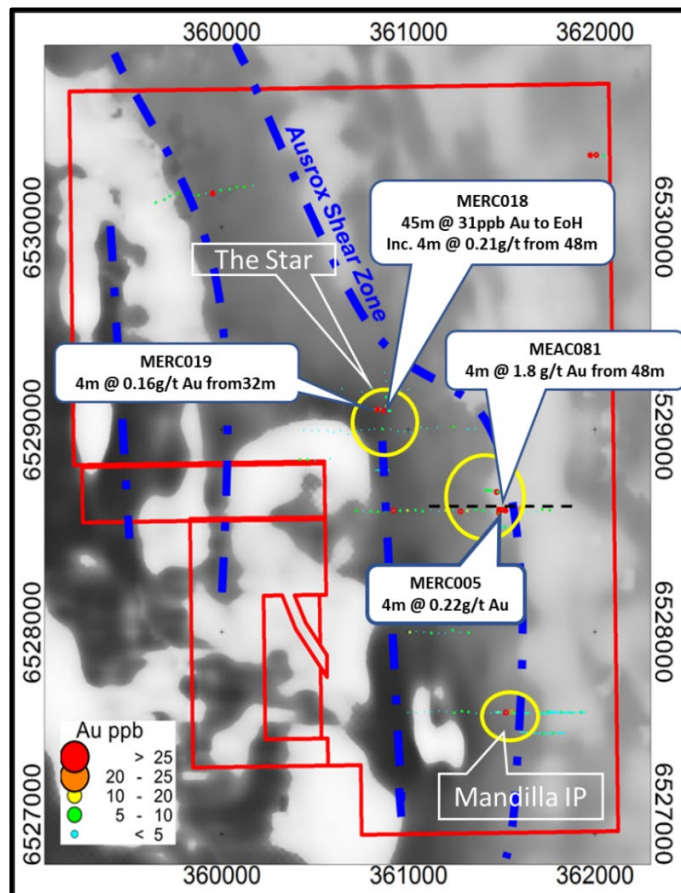 360000 361000 362000
6530000
6530000
Ausrox Shear Zone
MERC018
45m @ 31ppb Au to EoH
Inc. 4m @ 0.21g/t from 48m
The Star
MERC019
4m @ 0.16g/t Au from32m
MEAC081
4m @ 1.8 g/t Au from 48m
6529000
6529000
MERC005
4m @ 0.22g/t Au
6528000
6528000
Au ppb
> 25
20 - 25
10 - 20
5 - 10
< 5
Mandilla IP
6527000
6527000
360000 361000 362000